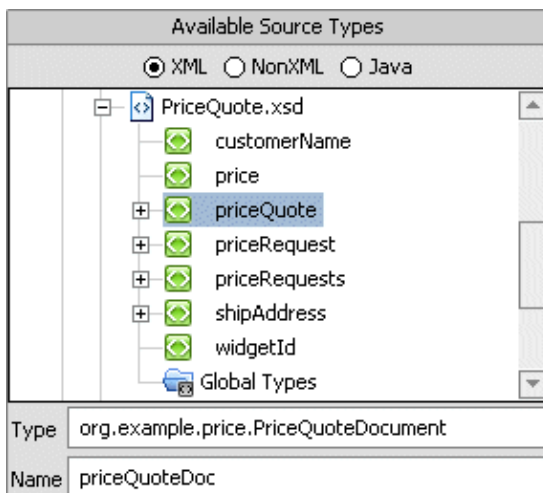 Available Source Types
XML NonXML Java
PriceQuote.xsd
customerName
price
priceQuote
priceRequest
priceRequests
shipAddress
widgetId
Global Types
Type org.example.price.PriceQuoteDocument
Name priceQuoteDoc